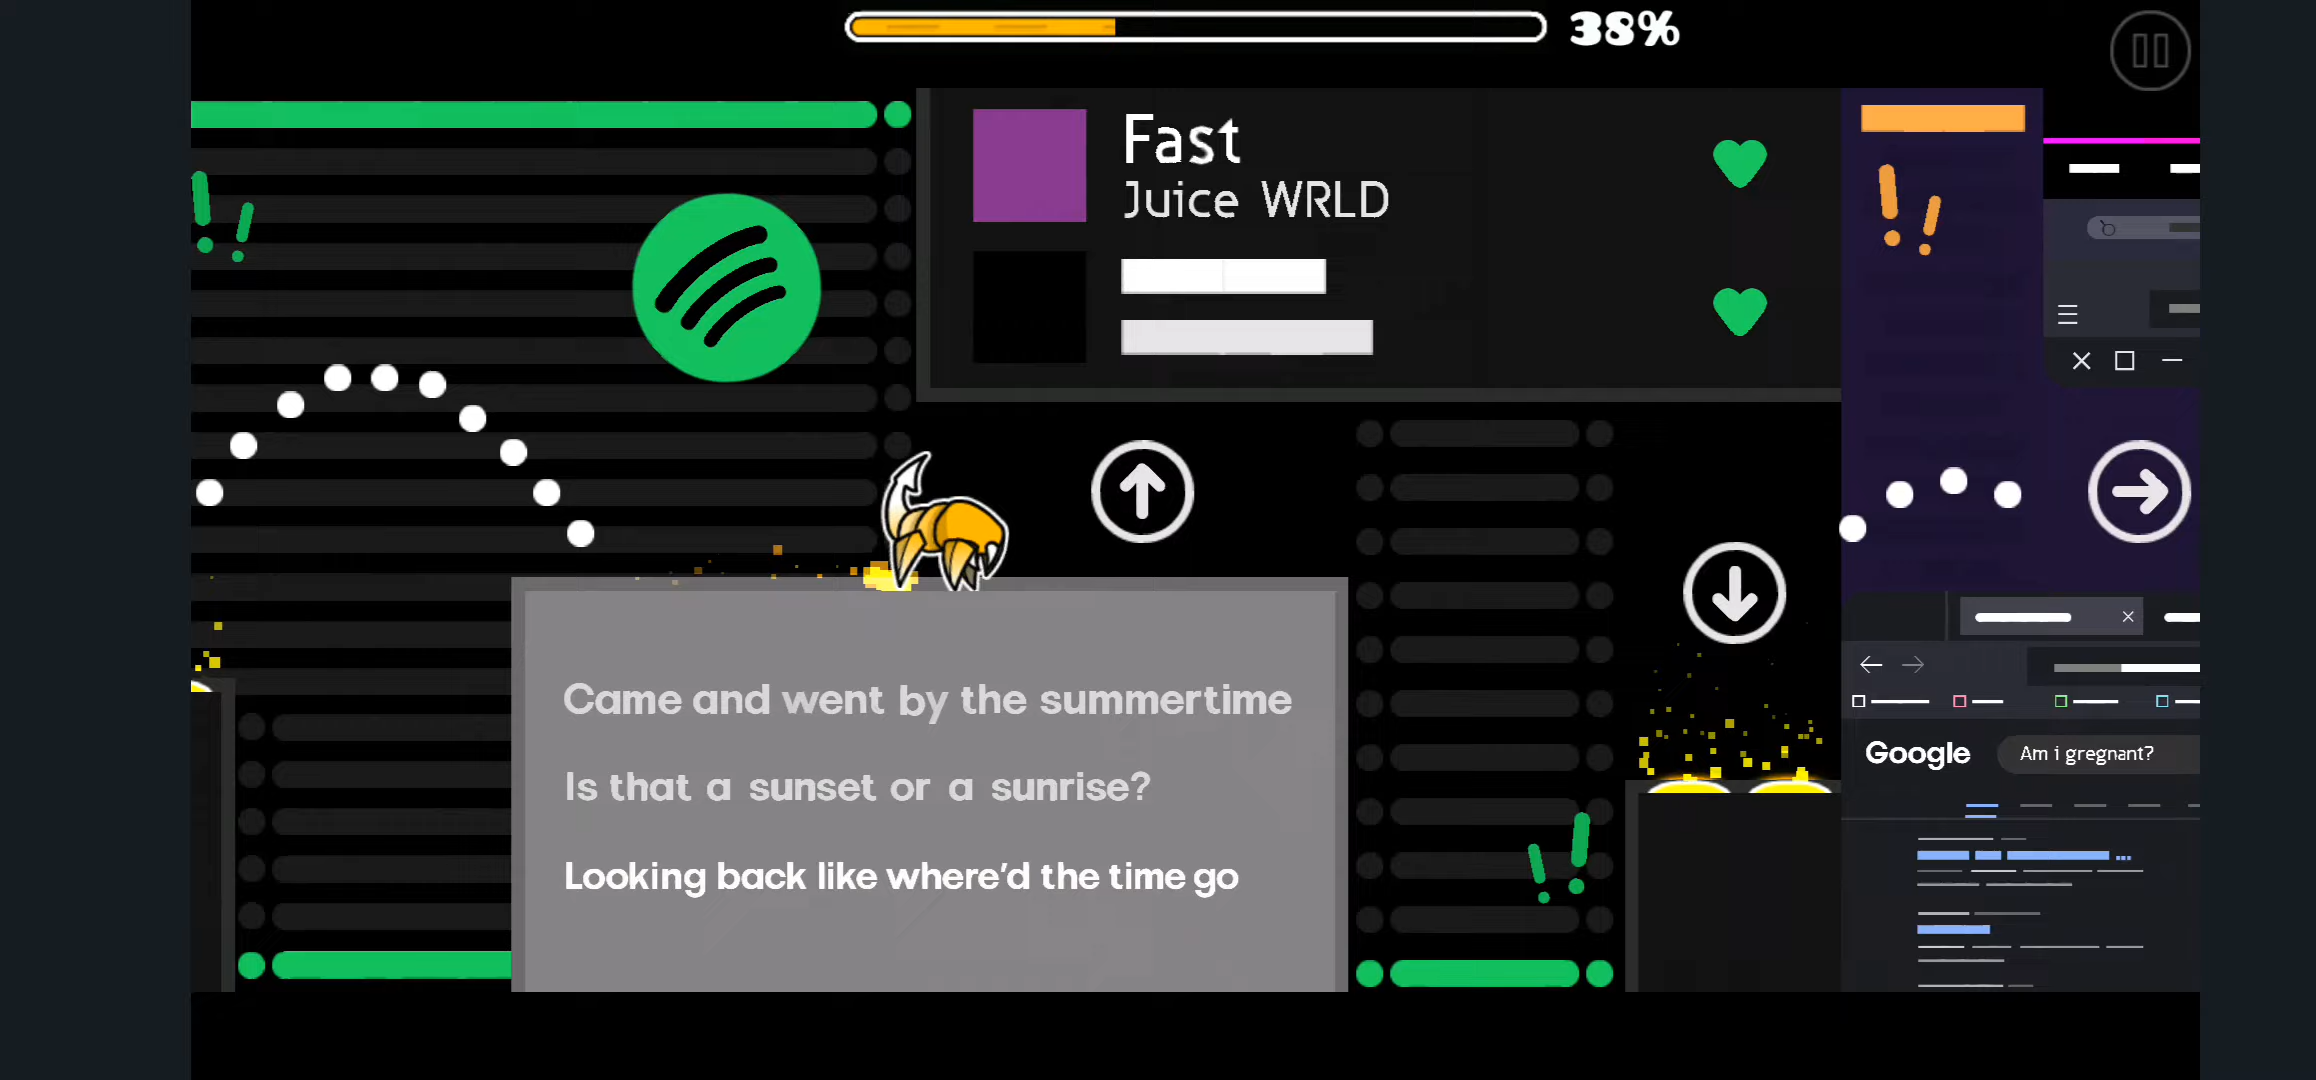 38%
Fast
Juice WRLD
Came and went by the summertime
Is that a sunset or a sunrise?
Looking back like where'd the time go
Google
Am i gregnant?